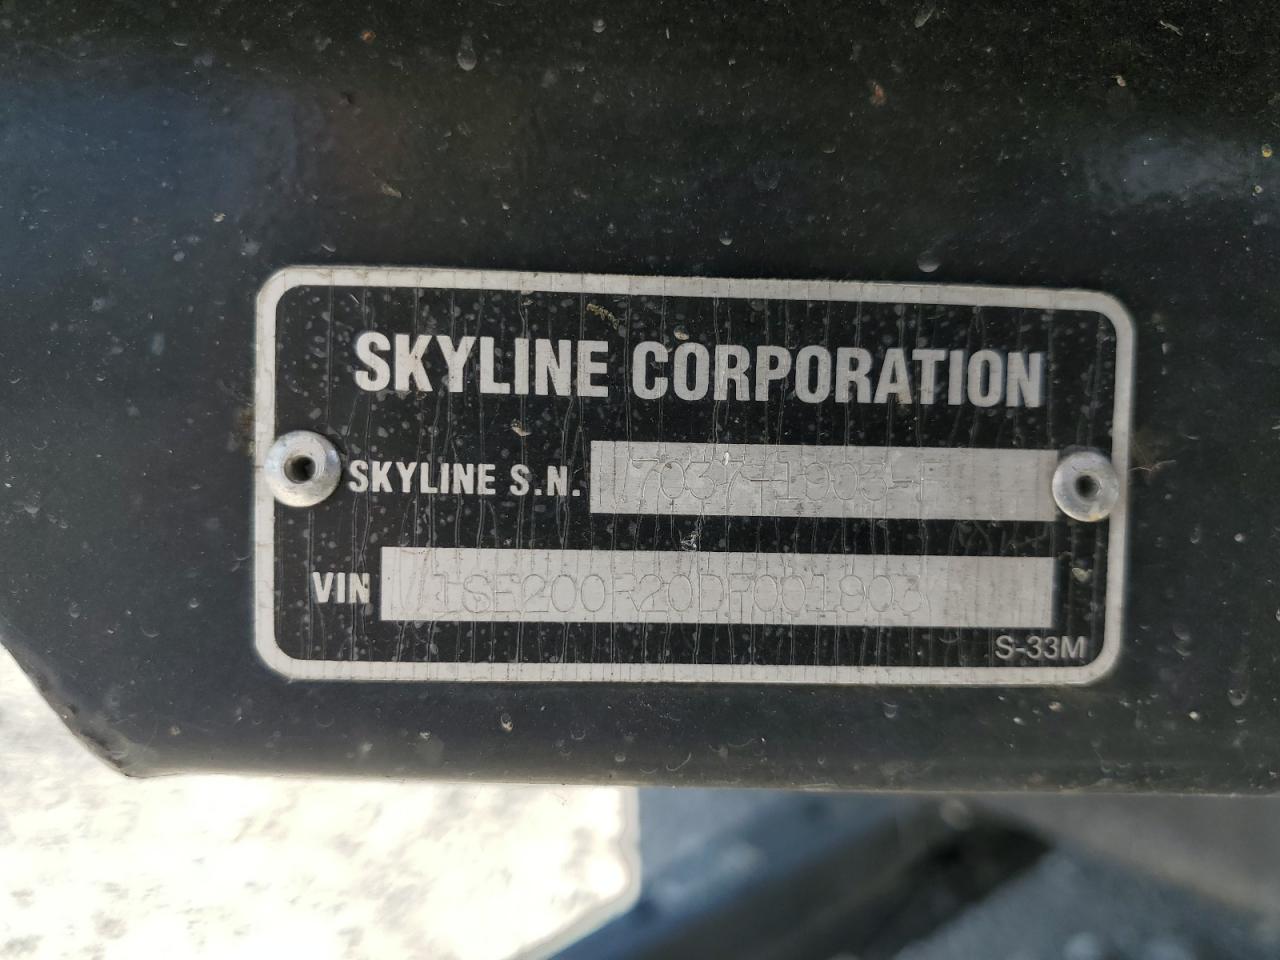 SKYLINE CORPORATION
SKYLINE S.N. 7037-1903-F
VIN 1SE200R20DF001903
S-33M